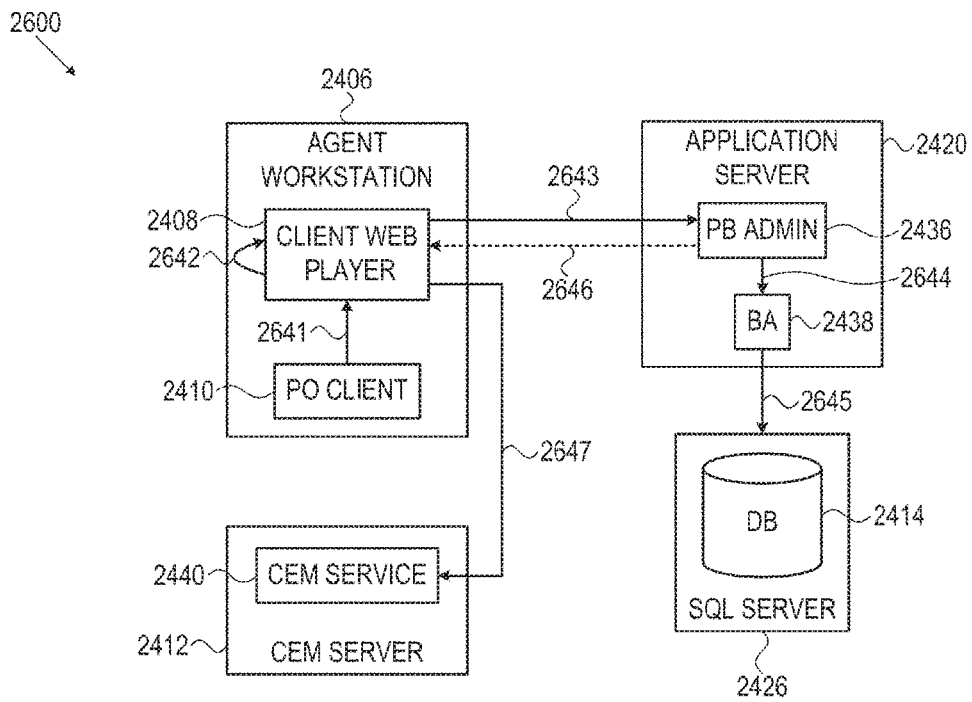 2600
2406
AGENT
WORKSTATION
2408
CLIENT WEB
PLAYER
2642
2641
2410
PO CLIENT
2643
2646
2647
APPLICATION
SERVER
2420
PB ADMIN
2436
2644
BA
2438
2645
DB
2414
SQL SERVER
2426
2440
CEM SERVICE
2412
CEM SERVER